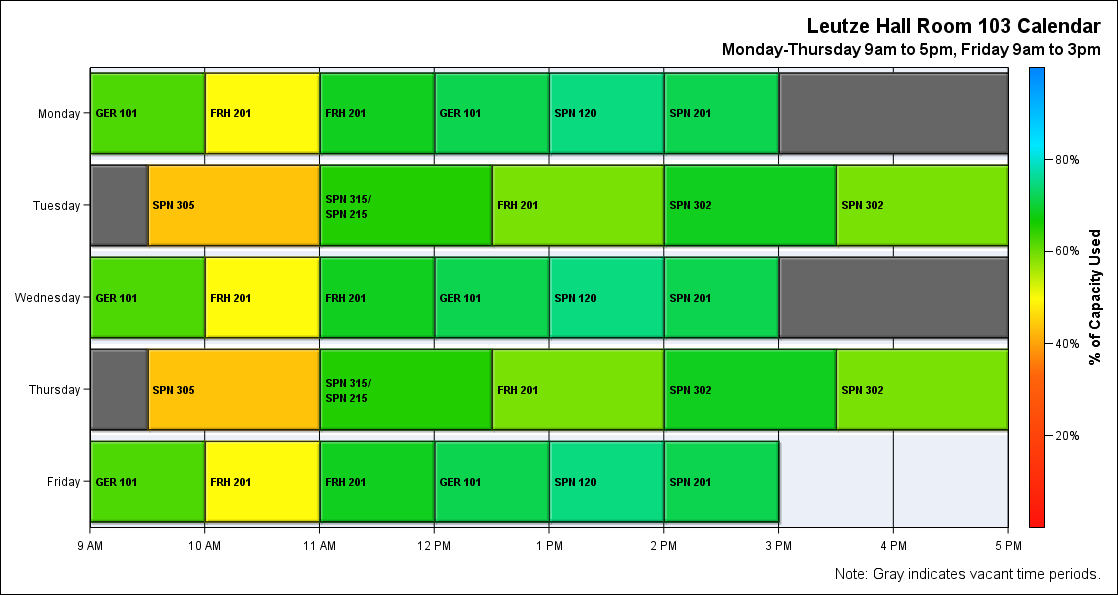 Leutze Hall Room 103 Calendar
Monday-Thursday 9am to 5pm, Friday 9am to 3pm
Monday
GER 101
FRH 201
FRH 201
GER 101
SPN 120
SPN 201
Tuesday
SPN 305
SPN 315/
SPN 215
FRH 201
SPN 302
SPN 302
Wednesday
GER 101
FRH 201
FRH 201
GER 101
SPN 120
SPN 201
Thursday
SPN 305
SPN 315/
SPN 215
FRH 201
SPN 302
SPN 302
Friday
GER 101
FRH 201
FRH 201
GER 101
SPN 120
SPN 201
9 AM
10 AM
11 AM
12 PM
1 PM
2 PM
3 PM
4 PM
5 PM
80%
60%
40%
20%
% of Capacity Used
Note: Gray indicates vacant time periods.